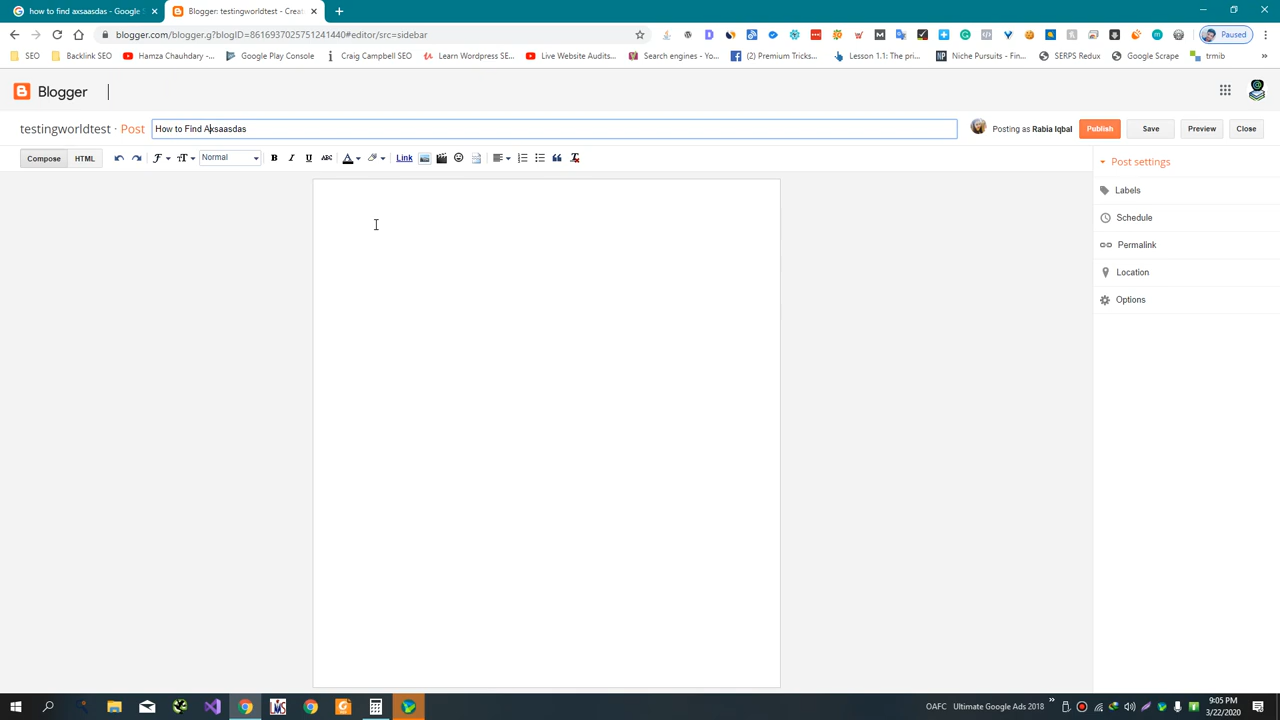 how to find axsaasdas - Google S
Blogger: testingworldtest - Creat
blogger.com/blogger.g?blogID=8616937025751241440#editor/src=sidebar
Paused
SEO
Backlink SEO
Hamza Chauhdary -...
Google Play Console
Craig Campbell SEO
Learn Wordpress SE...
Live Website Audits...
Search engines - Yo...
(2) Premium Tricks...
Lesson 1.1: The pri...
Niche Pursuits - Fin...
SERPS Redux
Google Scrape
trmib
»
Blogger
testingworldtest · Post
How to Find Axsaasdas
Posting as Rabia Iqbal
Publish
Save
Preview
Close
Compose
HTML
Normal
B
I
U
ABC
A
Link
Post settings
Labels
Schedule
Permalink
Location
Options
OAFC
Ultimate Google Ads 2018
»
9:05 PM
3/22/2020